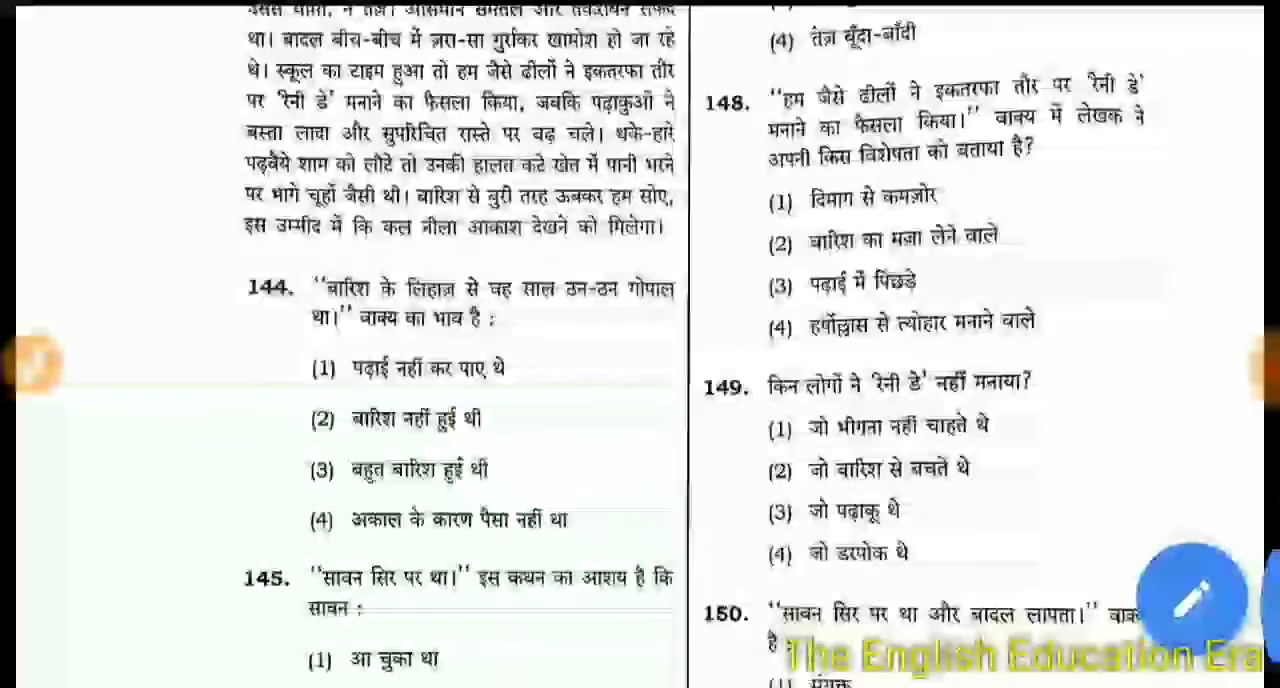 था। बादल बीच-बीच में ज़रा-सा गुर्राकर खामोश हो जा रहे
थे। स्कूल का टाइम हुआ तो हम जैसे ढीलों ने इकतरफा तौर
पर 'रेनी डे' मनाने का फैसला किया, जबकि पढ़ाकुओं ने
बस्ता लादा और सुपरिचित रास्ते पर बढ़ चले। थके-हारे
पढ़वैये शाम को लौटे तो उनकी हालत कटे खेत में पानी भरने
पर भागे चूहों जैसी थी। बारिश से बुरी तरह ऊबकर हम सोए,
इस उम्मीद में कि कल नीला आकाश देखने को मिलेगा।
144. "बारिश के लिहाज़ से वह साल ठन-ठन गोपाल
था।" वाक्य का भाव है :
(1) पढ़ाई नहीं कर पाए थे
(2) बारिश नहीं हुई थी
(3) बहुत बारिश हुई थी
(4) अकाल के कारण पैसा नहीं था
145. "सावन सिर पर था।" इस कथन का आशय है कि
सावन :
(1) आ चुका था
(4) तेज़ बूँदा-बाँदी
148. "हम जैसे ढीलों ने इकतरफा तौर पर 'रेनी डे'
मनाने का फैसला किया।" वाक्य में लेखक ने
अपनी किस विशेषता को बताया है?
(1) दिमाग से कमज़ोर
(2) बारिश का मज़ा लेने वाले
(3) पढ़ाई में पिछड़े
(4) हर्षोल्लास से त्योहार मनाने वाले
149. किन लोगों ने 'रेनी डे' नहीं मनाया?
(1) जो भीगना नहीं चाहते थे
(2) जो बारिश से बचते थे
(3) जो पढ़ाकू थे
(4) जो डरपोक थे
150. "सावन सिर पर था और बादल लापता।"
है :
The English Education Era